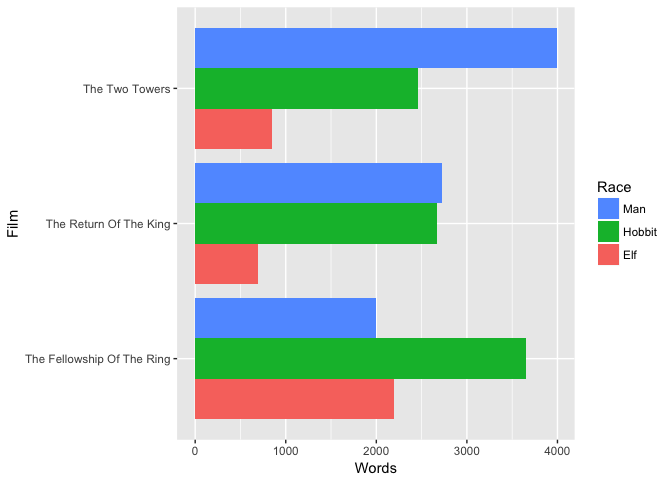 Film
The Two Towers
The Return Of The King
The Fellowship Of The Ring
0 1000 2000 3000 4000
Words
Race
Man
Hobbit
Elf